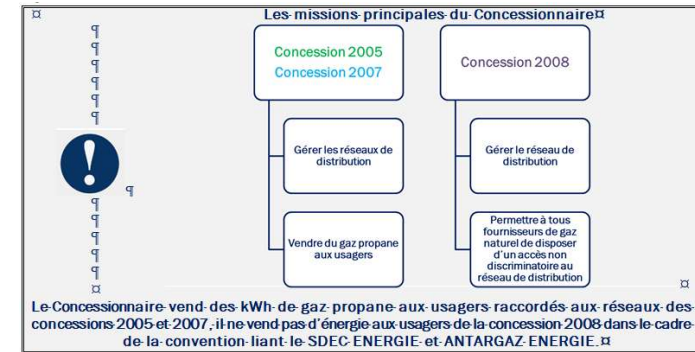 Les missions principales du Concessionnaire
Concession 2005
Concession 2007
Concession 2008
Gérer les réseaux de
distribution
Gérer le réseau de
distribution
Vendre du gaz propane
aux usagers
Permettre à tous
fournisseurs de gaz
naturel de disposer
d'un accès non
discriminatoire au
réseau de distribution
Le Concessionnaire vend des kWh de gaz propane aux usagers raccordés aux réseaux des
concessions 2005 et 2007, il ne vend pas d'énergie aux usagers de la concession 2008 dans le cadre
de la convention liant le SDEC ENERGIE et ANTARGAZ ENERGIE.